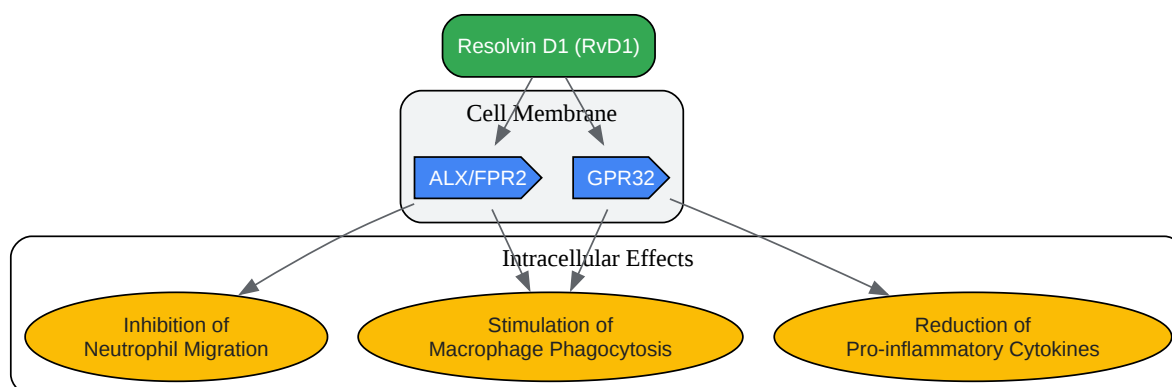 Resolvin D1 (RvD1)
Cell Membrane
ALX/FPR2
GPR32
Intracellular Effects
Inhibition of
Neutrophil Migration
Stimulation of
Macrophage Phagocytosis
Reduction of
Pro-inflammatory Cytokines